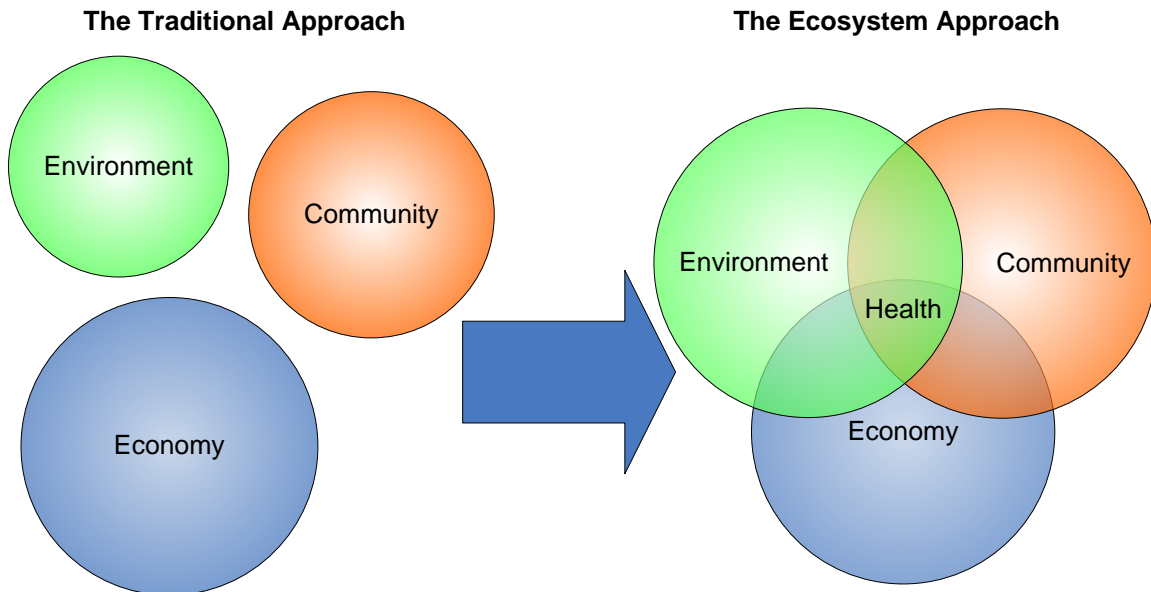 The Traditional Approach
Environment
Community
Economy
The Ecosystem Approach
Environment
Community
Health
Economy